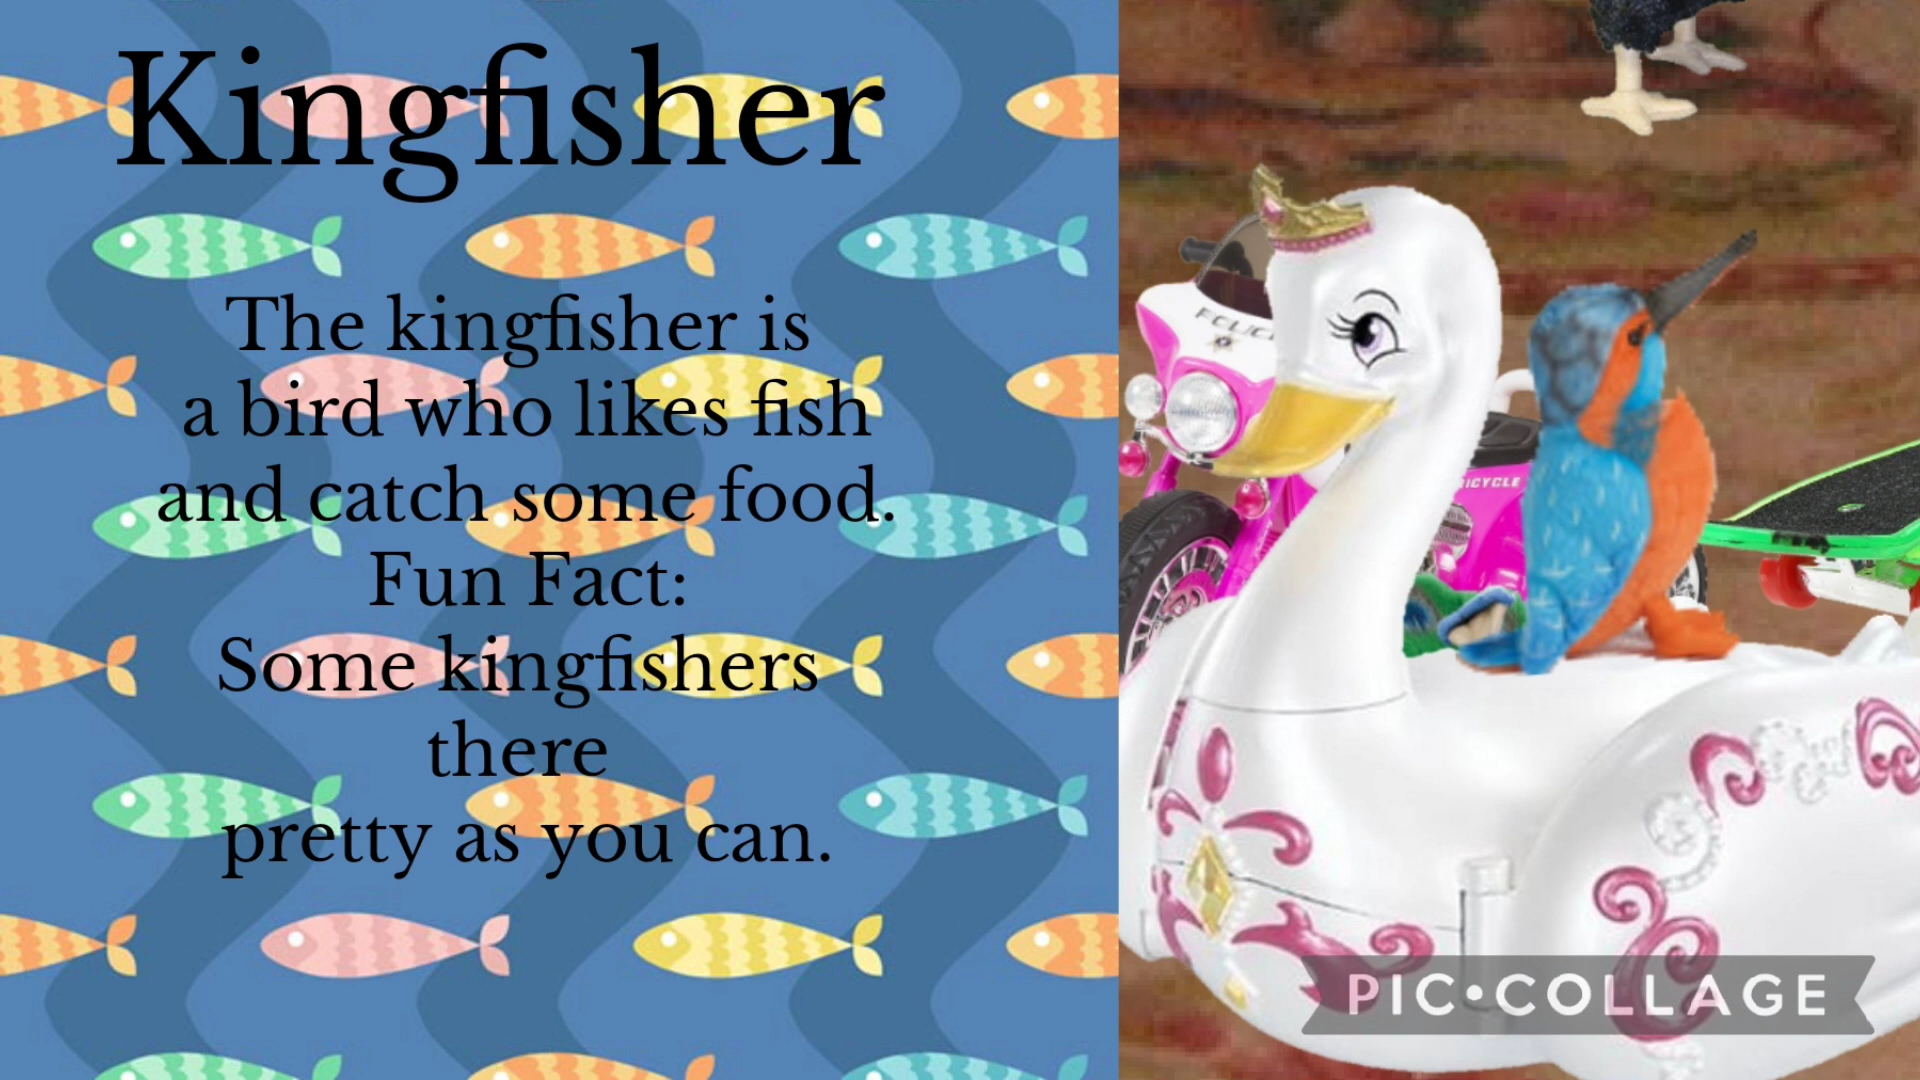 Kingfisher
The kingfisher is
a bird who likes fish
and catch some food.
Fun Fact:
Some kingfishers
there
pretty as you can.
RICYCLE
PIC•COLLAGE